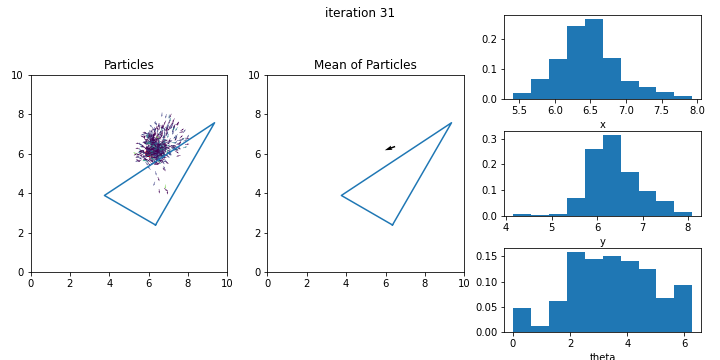 iteration 31
Particles
10
8
6
4
2
0
0 2 4 6 8 10
Mean of Particles
10
8
6
4
2
0
0 2 4 6 8 10
0.2
0.1
0.0
5.5 6.0 6.5 7.0 7.5 8.0
x
0.3
0.2
0.1
0.0
4 5 6 7 8
y
0.15
0.10
0.05
0.00
0 2 4 6
theta